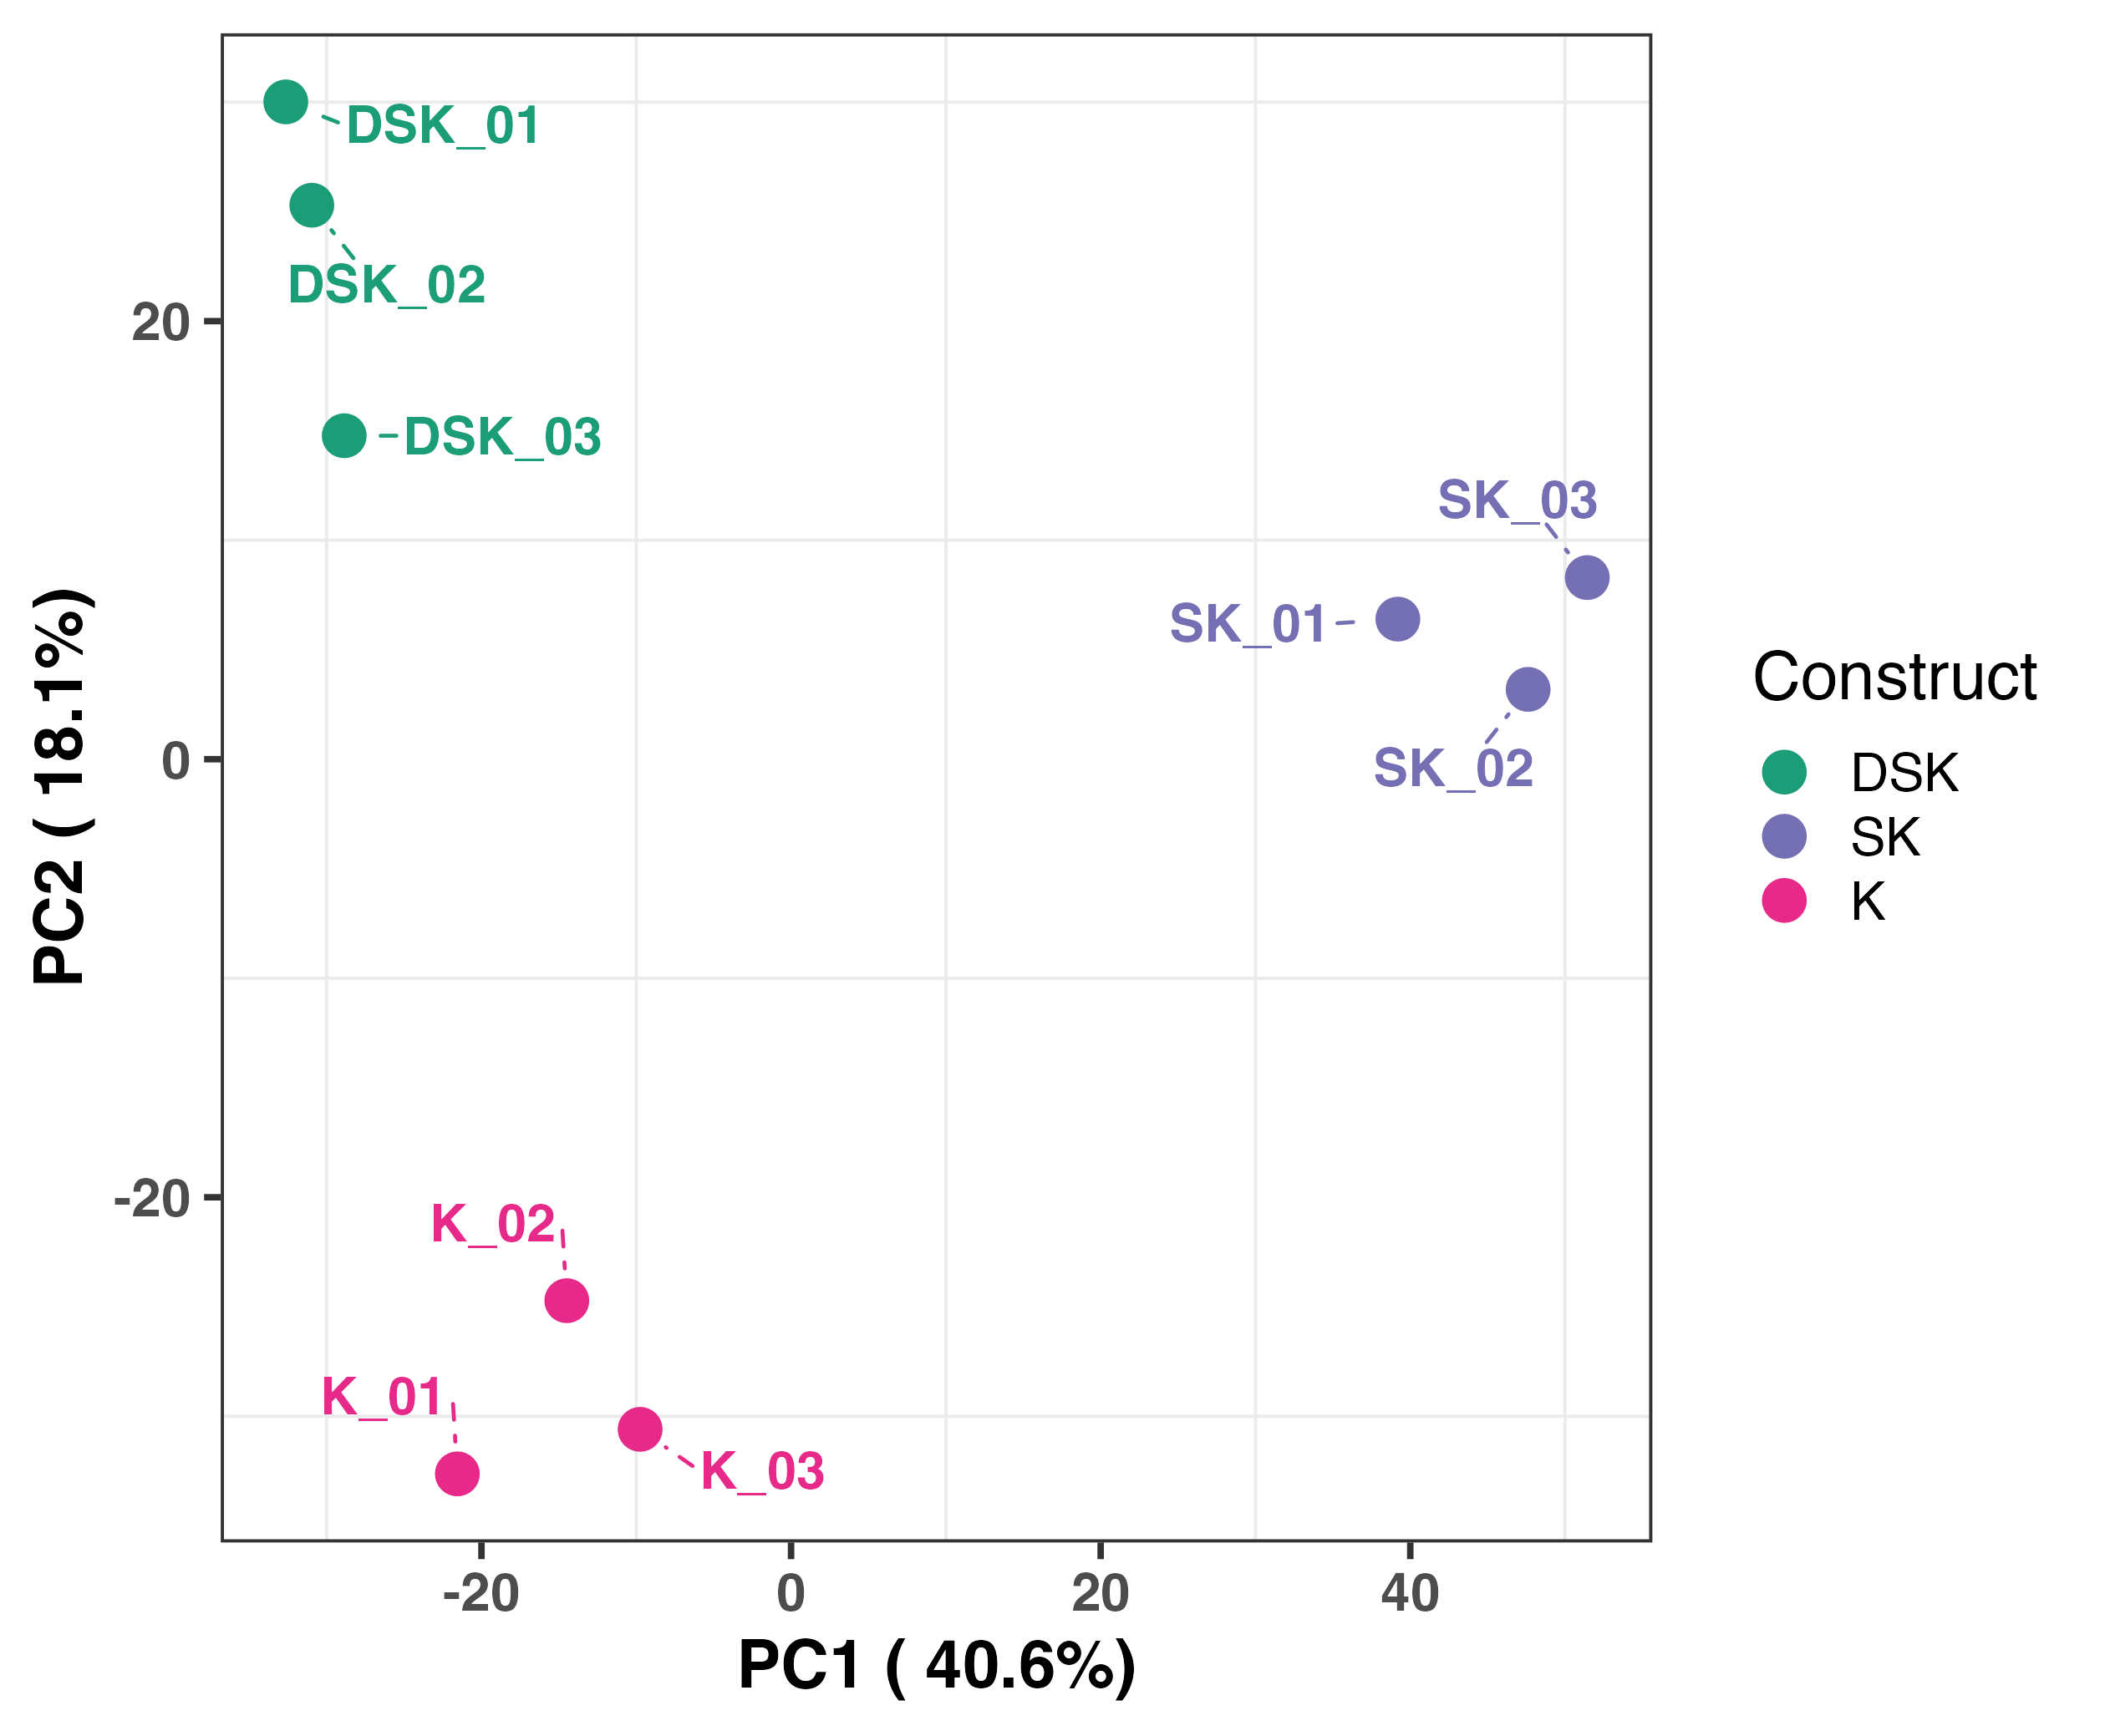 DSK_01
DSK_02
20
DSK_03
SK_03
SK_01
SK_02
0
PC2 ( 18.1%)
Construct
DSK
SK
K
-20
K_02
K_01
K_03
-20
0
20
40
PC1 ( 40.6%)